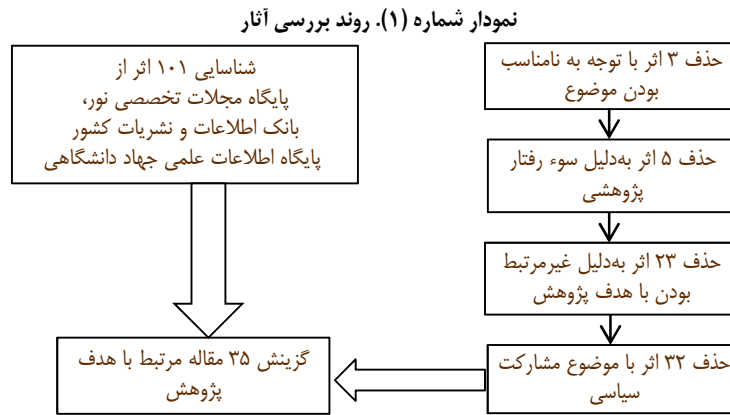 نمودار شماره (۱). روند بررسی آثار
حذف ۳ اثر با توجه به نامناسب
بودن موضوع
حذف ۵ اثر به‌دلیل سوء رفتار
پژوهشی
حذف ۲۳ اثر به‌دلیل غیرمرتبط
بودن با هدف پژوهش
حذف ۳۲ اثر با موضوع مشارکت
سیاسی
شناسایی ۱۰۱ اثر از
پایگاه مجلات تخصصی نور،
بانک اطلاعات و نشریات کشور
پایگاه اطلاعات علمی جهاد دانشگاهی
گزینش ۳۵ مقاله مرتبط با هدف
پژوهش